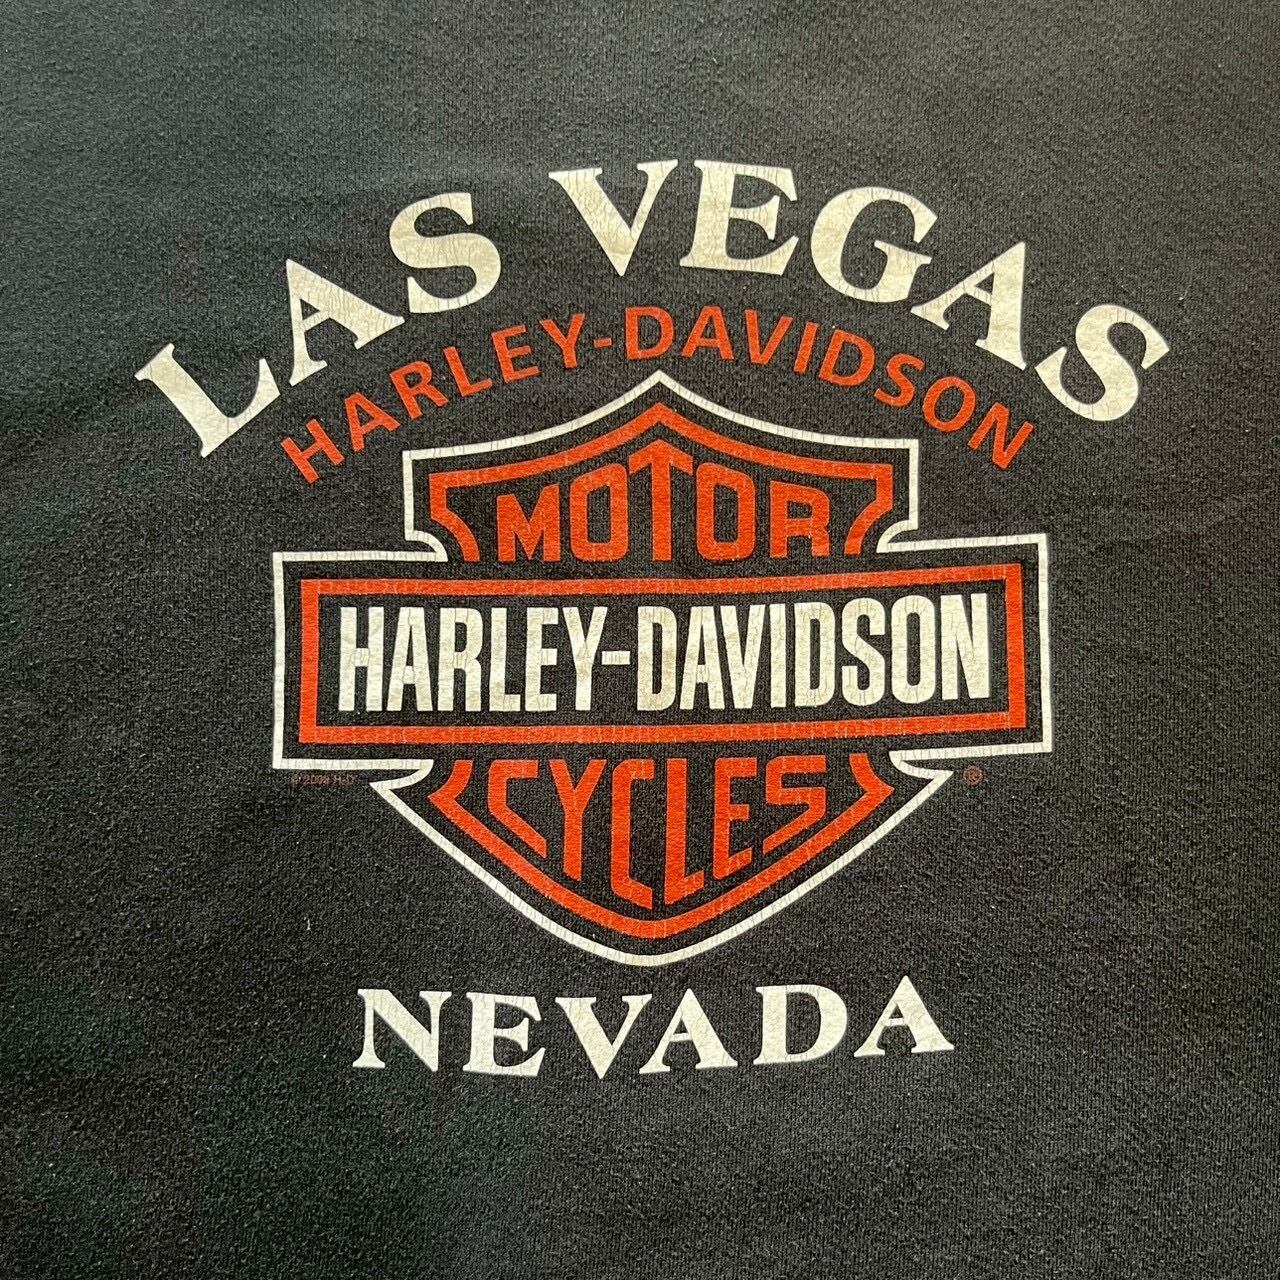 LAS VEGAS
HARLEY-DAVIDSON
MOTOR
HARLEY-DAVIDSON
® 
CYCLES
NEVADA